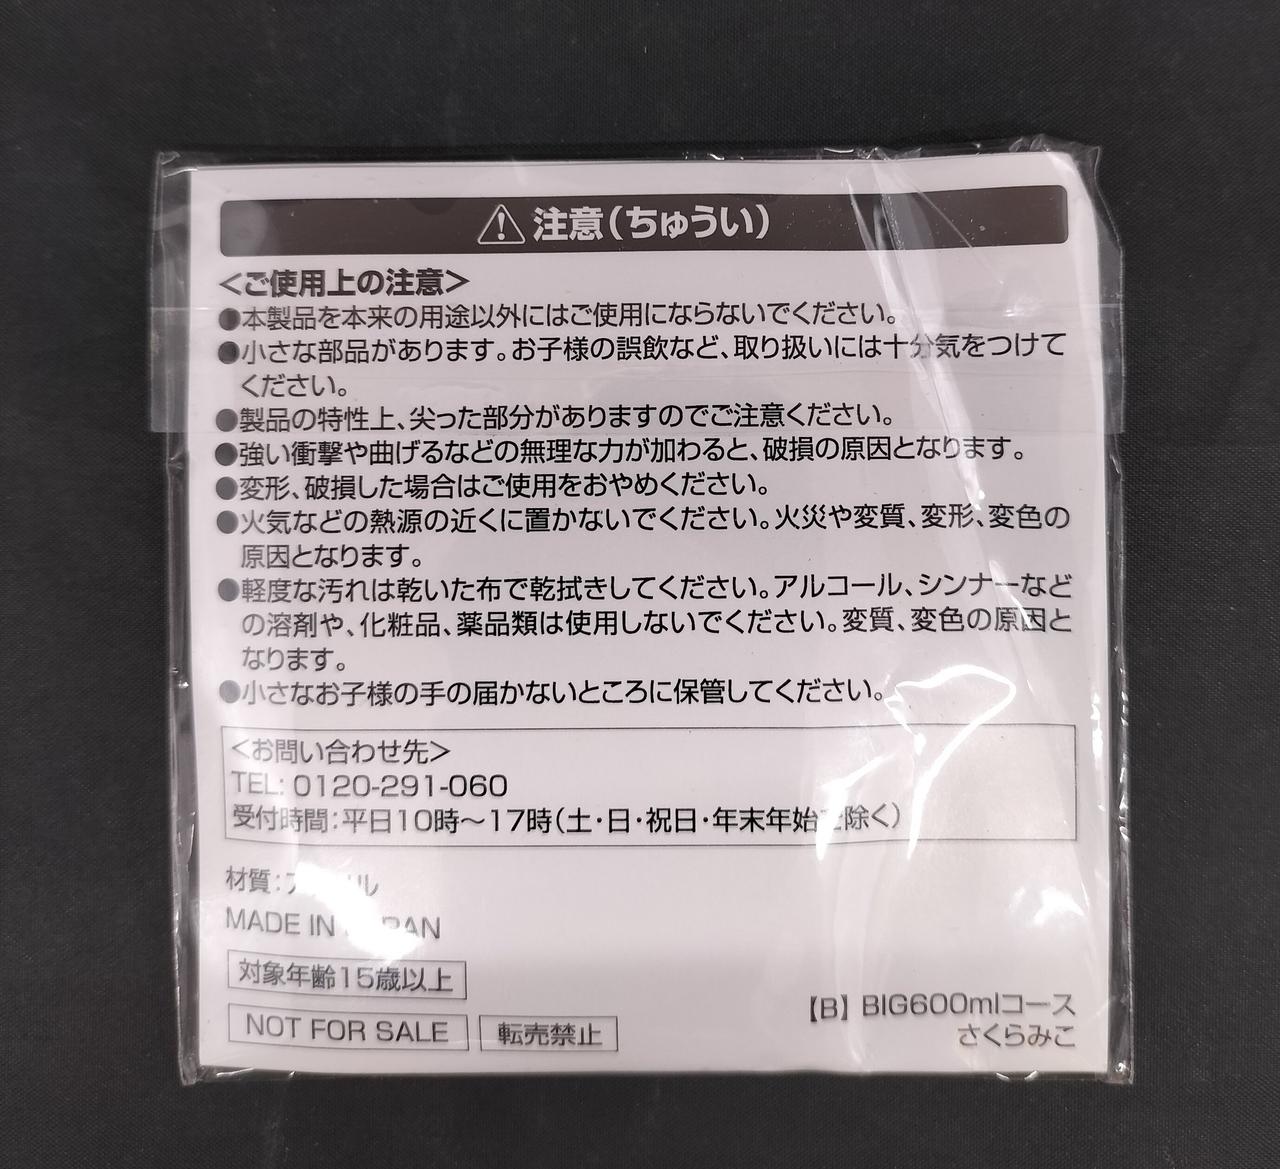 注意(ちゅうい)
<ご使用上の注意>
●本製品を本来の用途以外にはご使用にならないでください。
●小さな部品があります。お子様の誤飲など、取り扱いには十分気をつけて
ください。
●製品の特性上、尖った部分がありますのでご注意ください。
●強い衝撃や曲げるなどの無理な力が加わると、破損の原因となります。
●変形、破損した場合はご使用をおやめください。
●火気などの熱源の近くに置かないでください。火災や変質、変形、変色の
原因となります。
●軽度な汚れは乾いた布で乾拭きしてください。アルコール、シンナーなど
の溶剤や、化粧品、薬品類は使用しないでください。変質、変色の原因と
なります。
●小さなお子様の手の届かないところに保管してください。
<お問い合わせ先>
TEL: 0120-291-060
受付時間:平日10時～17時(土・日・祝日・年末年始を除く)
材質:
MADE IN JAPAN
対象年齢15歳以上
NOT FOR SALE 転売禁止
【B】BIG600mlコース
さくらみこ